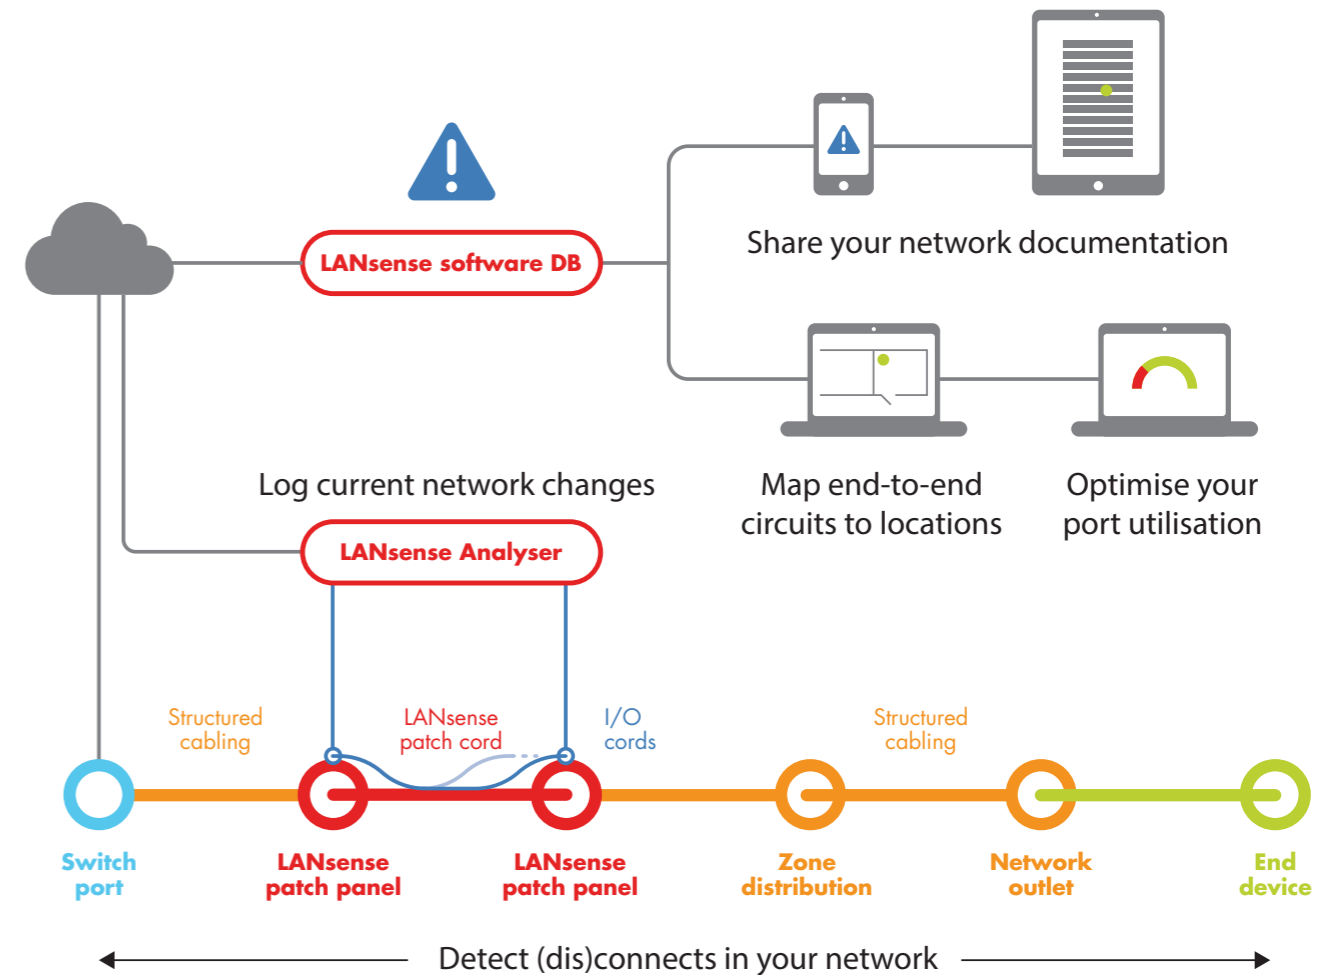 LANsense software DB
Share your network documentation
Map end-to-end
circuits to locations
Optimise your
port utilisation
Log current network changes
LANsense Analyser
Structured
cabling
LANsense
patch cord
I/O
cords
Structured
cabling
Switch
port
LANsense
patch panel
LANsense
patch panel
Zone
distribution
Network
outlet
End
device
Detect (dis)connects in your network